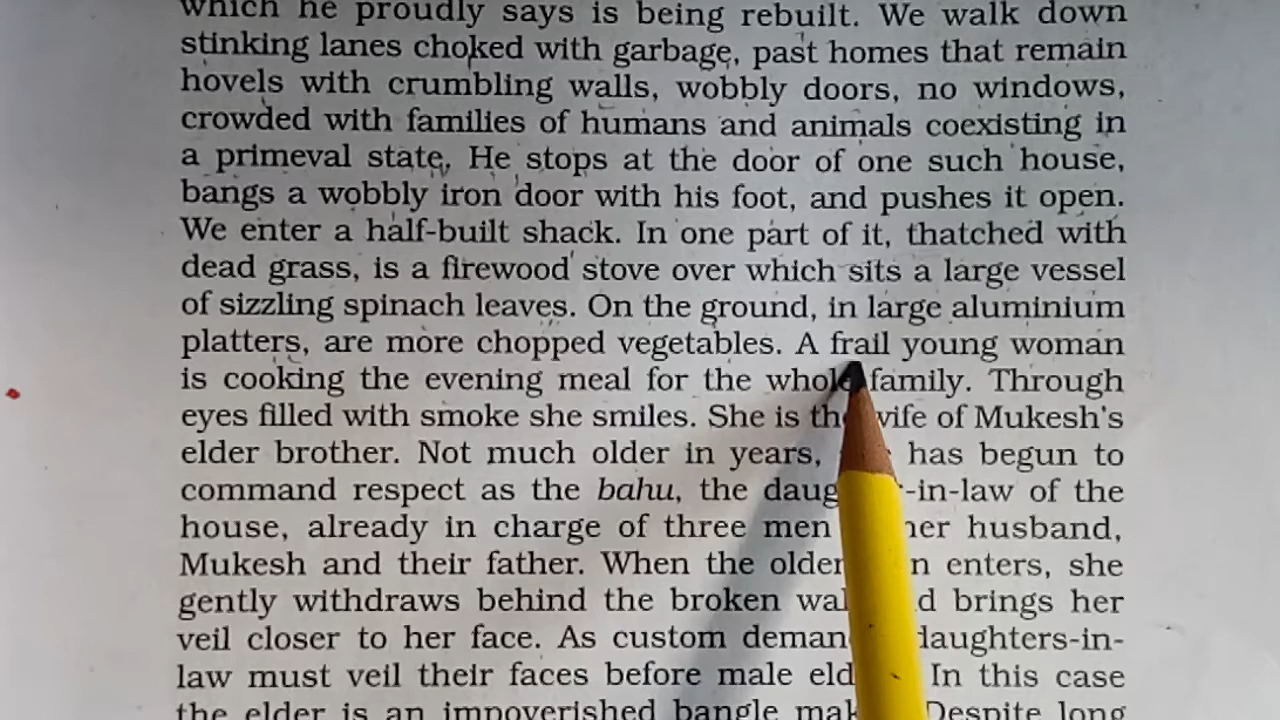 which he proudly says is being rebuilt. We walk down
stinking lanes choked with garbage, past homes that remain
hovels with crumbling walls, wobbly doors, no windows,
crowded with families of humans and animals coexisting in
a primeval state. He stops at the door of one such house,
bangs a wobbly iron door with his foot, and pushes it open.
We enter a half-built shack. In one part of it, thatched with
dead grass, is a firewood stove over which sits a large vessel
of sizzling spinach leaves. On the ground, in large aluminium
platters, are more chopped vegetables. A frail young woman
is cooking the evening meal for the whole family. Through
eyes filled with smoke she smiles. She is the wife of Mukesh's
elder brother. Not much older in years, has begun to
command respect as the bahu, the daug -in-law of the
house, already in charge of three men her husband,
Mukesh and their father. When the older enters, she
gently withdraws behind the broken wal brings her
veil closer to her face. As custom deman daughters-in-
law must veil their faces before male eld In this case
the elder is an impoverished bangle mak Despite long